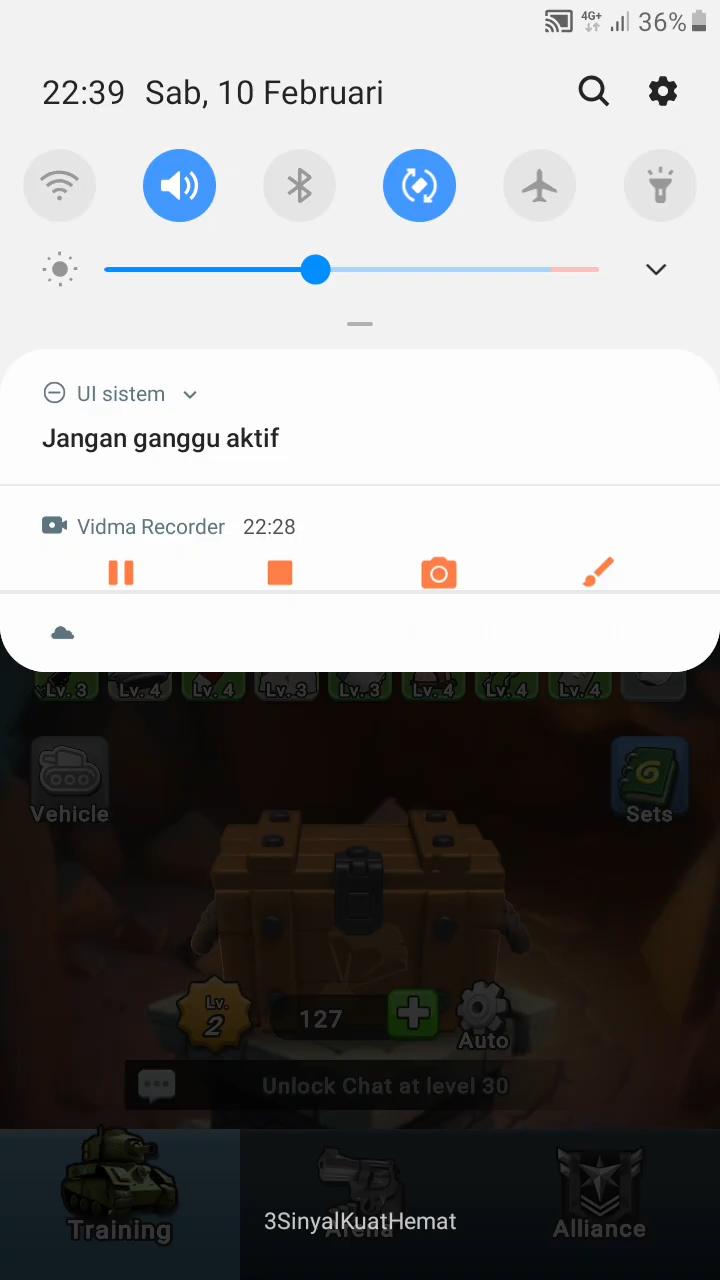 4G+ 36%
22:39 Sab, 10 Februari
UI sistem
Jangan ganggu aktif
Vidma Recorder 22:28
Lv. 3 Lv. 4 Lv. 4 Lv. 3 Lv. 3 Lv. 4 Lv. 4 Lv. 4
Vehicle Sets
Lv. 2 127
Auto
Unlock Chat at level 30
Training Arena Alliance
3SinyalKuatHemat